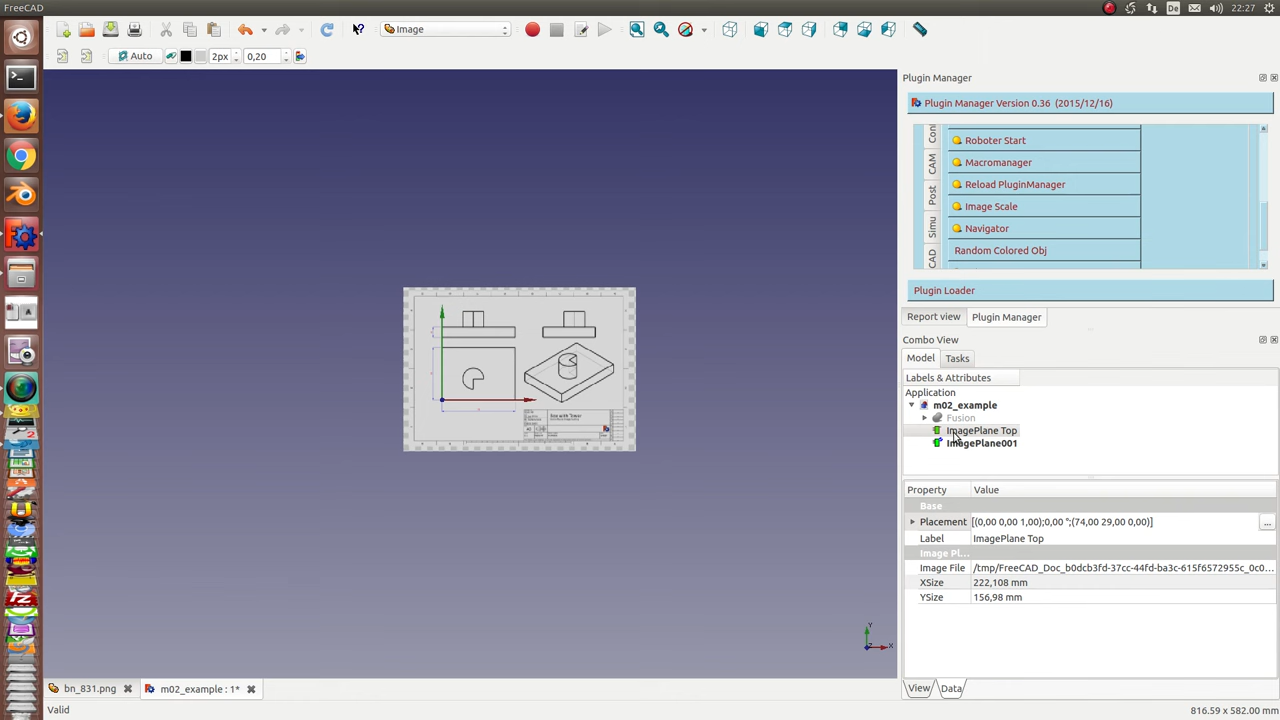 FreeCAD
De
22:27
Image
Auto
2px
0,20
Plugin Manager
Plugin Manager Version 0.36 (2015/12/16)
CAM
Post
Simu
CAD
Roboter Start
Macromanager
Reload PluginManager
Image Scale
Navigator
Random Colored Obj
Plugin Loader
Report view
Plugin Manager
Combo View
Model
Tasks
Labels & Attributes
Application
m02_example
Fusion
ImagePlane Top
ImagePlane001
Property
Value
Base
Placement
[(0,00 0,00 1,00);0,00 °;(74,00 29,00 0,00)]
...
Label
ImagePlane Top
Image Pl...
Image File
/tmp/FreeCAD_Doc_b0dcb3fd-37cc-44fd-ba3c-615f6572955c_0c0...
XSize
222,108 mm
YSize
156,98 mm
Y
X
Z
View
Data
bn_831.png
m02_example : 1*
Valid
816.59 x 582.00 mm